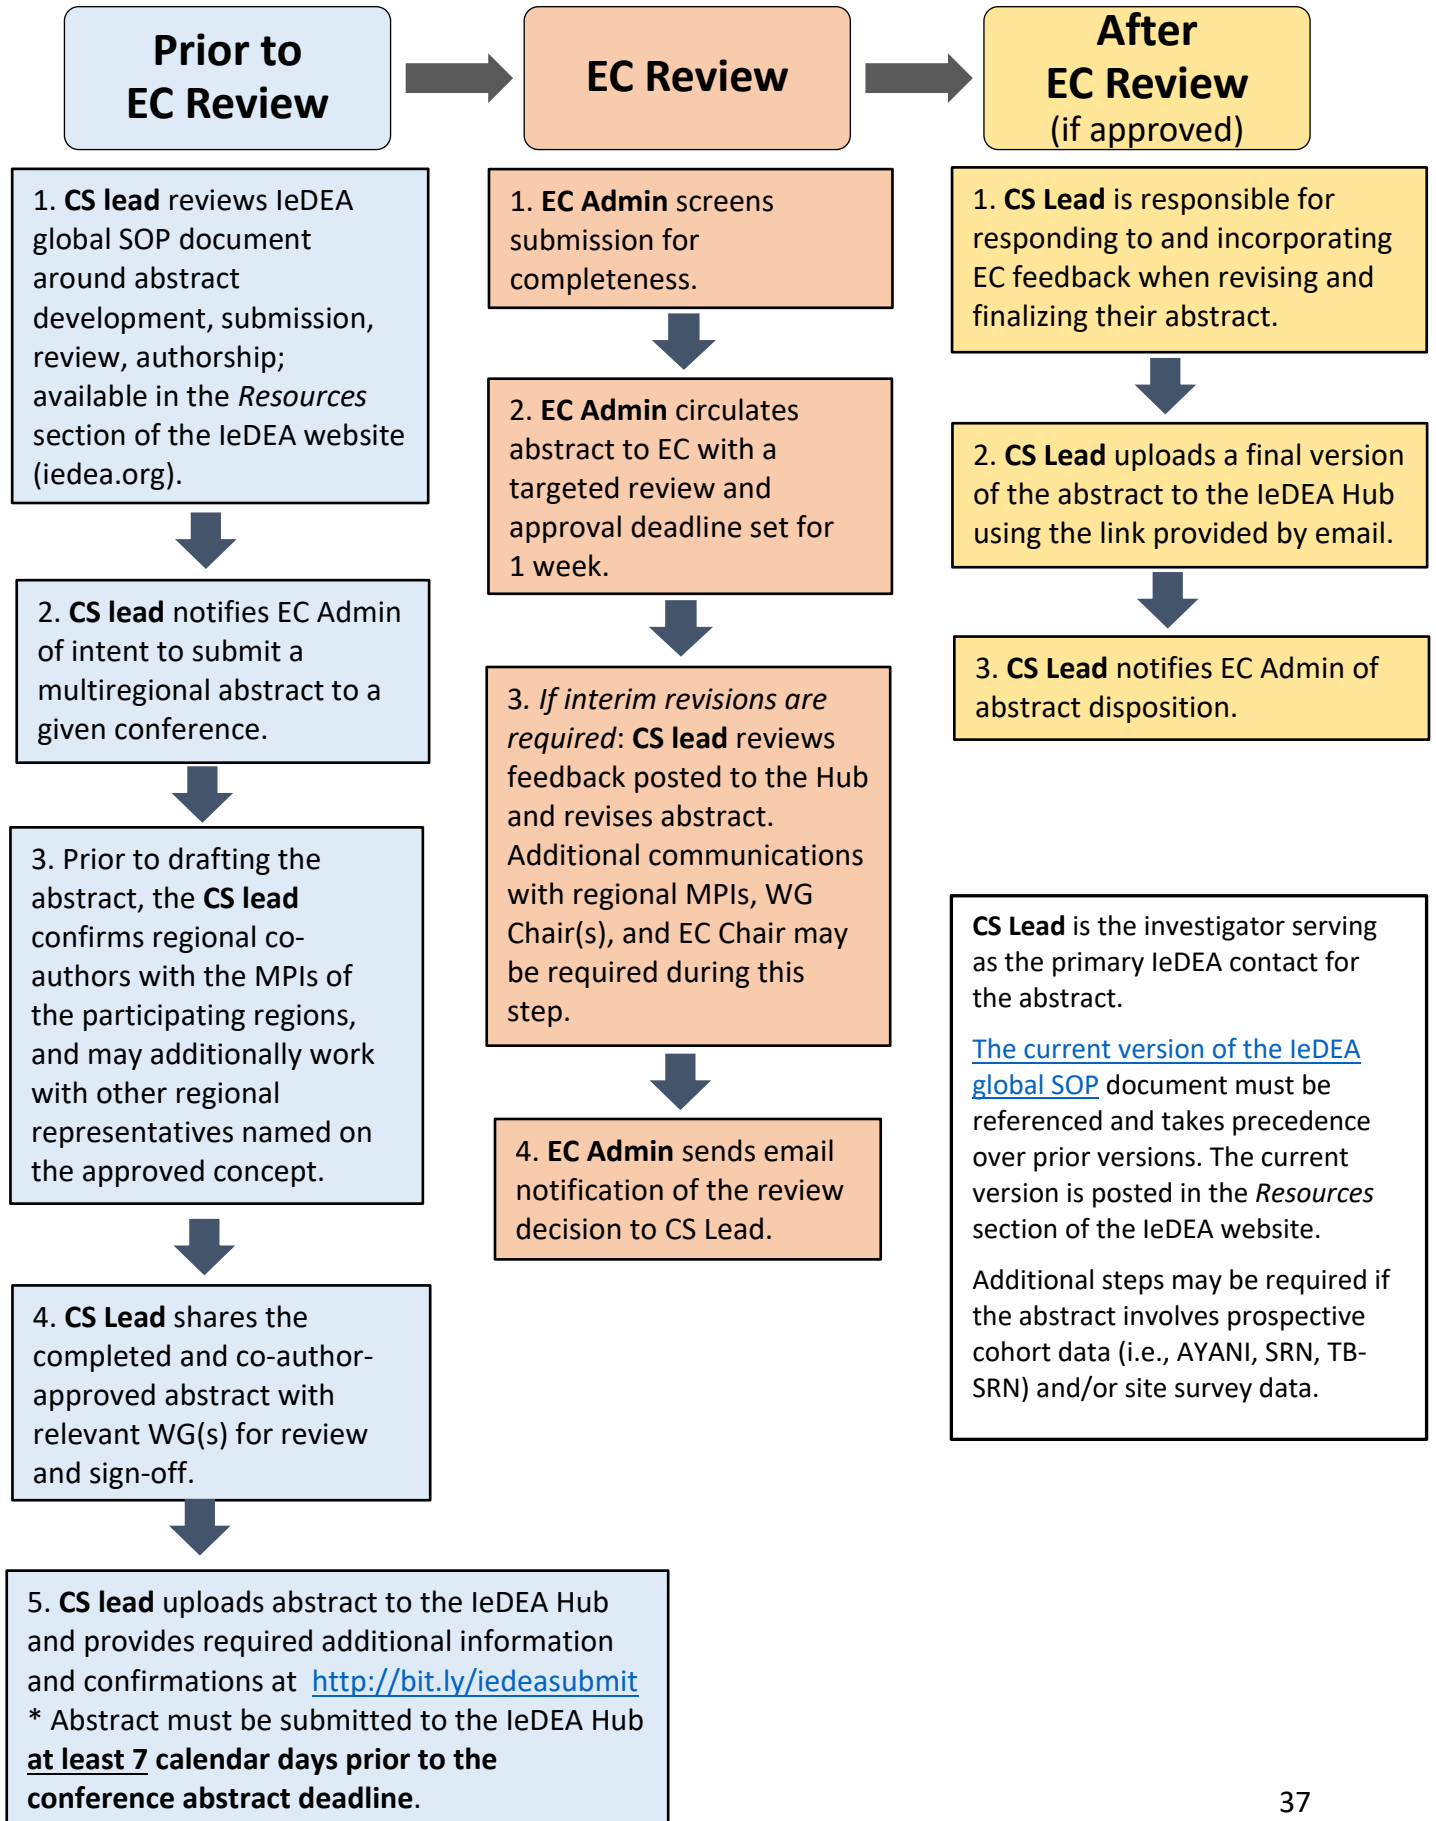 Prior to
EC Review
EC Review
After
EC Review
(if approved)
1. CS lead reviews IeDEA
global SOP document
around abstract
development, submission,
review, authorship;
available in the Resources
section of the IeDEA website
(iedea.org).
2. CS lead notifies EC Admin
of intent to submit a
multiregional abstract to a
given conference.
3. Prior to drafting the
abstract, the CS lead
confirms regional co-
authors with the MPIs of
the participating regions,
and may additionally work
with other regional
representatives named on
the approved concept.
4. CS Lead shares the
completed and co-author-
approved abstract with
relevant WG(s) for review
and sign-off.
5. CS lead uploads abstract to the IeDEA Hub
and provides required additional information
and confirmations at http://bit.ly/iedeasubmit
* Abstract must be submitted to the IeDEA Hub
at least 7 calendar days prior to the
conference abstract deadline.
1. EC Admin screens
submission for
completeness.
2. EC Admin circulates
abstract to EC with a
targeted review and
approval deadline set for
1 week.
3. If interim revisions are
required: CS lead reviews
feedback posted to the Hub
and revises abstract.
Additional communications
with regional MPIs, WG
Chair(s), and EC Chair may
be required during this
step.
4. EC Admin sends email
notification of the review
decision to CS Lead.
1. CS Lead is responsible for
responding to and incorporating
EC feedback when revising and
finalizing their abstract.
2. CS Lead uploads a final version
of the abstract to the IeDEA Hub
using the link provided by email.
3. CS Lead notifies EC Admin of
abstract disposition.
CS Lead is the investigator serving
as the primary IeDEA contact for
the abstract.
The current version of the IeDEA
global SOP document must be
referenced and takes precedence
over prior versions. The current
version is posted in the Resources
section of the IeDEA website.
Additional steps may be required if
the abstract involves prospective
cohort data (i.e., AYANI, SRN, TB-
SRN) and/or site survey data.
37